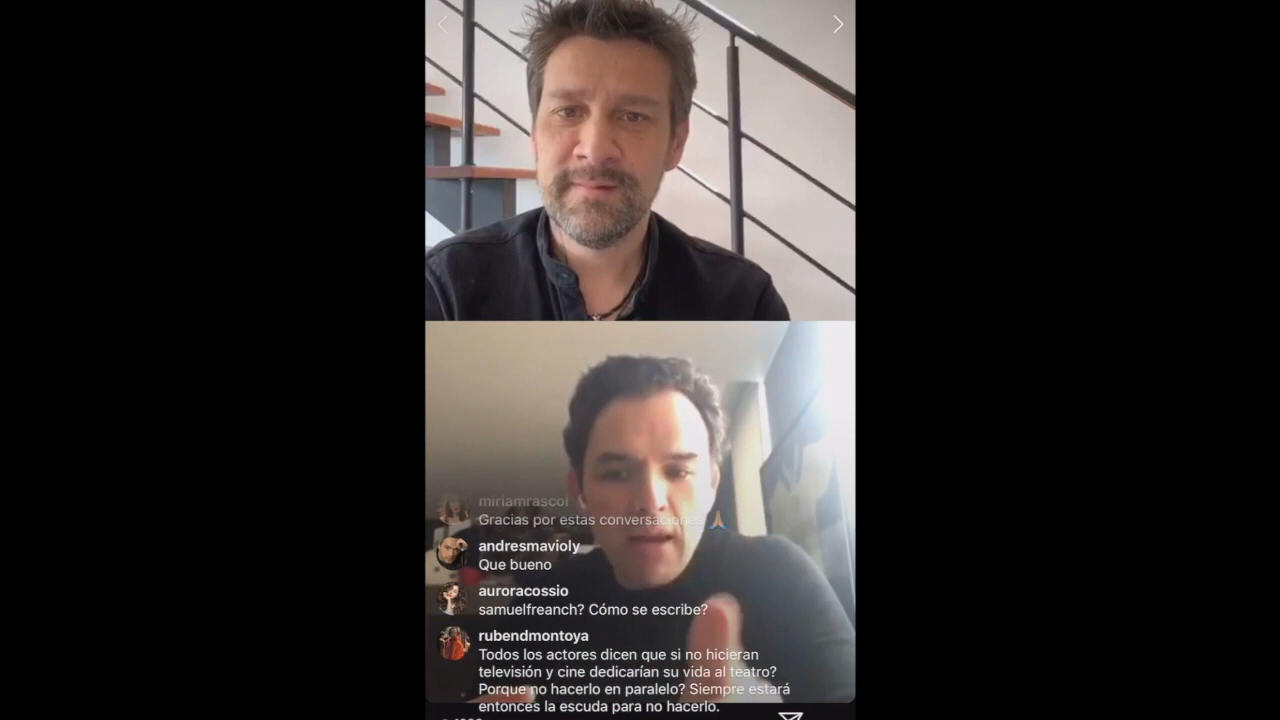 miriamrascoi
Gracias por estas conversaciones
andresmavioly
Que bueno
auroracossio
samuelfreanch? Cómo se escribe?
rubendmontoya
Todos los actores dicen que si no hicieran
televisión y cine dedicarían su vida al teatro?
Porque no hacerlo en paralelo? Siempre estará
entonces la escuda para no hacerlo.